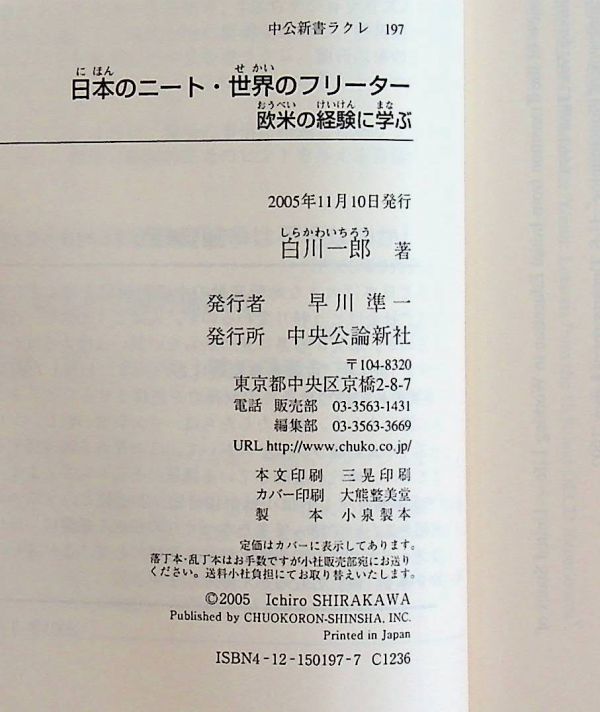 中公新書ラクレ 197
にほん せかい
日本のニート・世界のフリーター
おうべい けいけん まな
欧米の経験に学ぶ
2005年11月10日発行
しらかわいちろう
白川一郎 著
発行者 早川準一
発行所 中央公論新社
〒104-8320
東京都中央区京橋2-8-7
電話 販売部 03-3563-1431
編集部 03-3563-3669
URL http://www.chuko.co.jp/
本文印刷 三晃印刷
カバー印刷 大熊整美堂
製本 小泉製本
定価はカバーに表示してあります。
落丁本・乱丁本はお手数ですが小社販売部宛にお送り
ください。送料小社負担にてお取り替えいたします。
©2005 Ichiro SHIRAKAWA
Published by CHUOKORON-SHINSHA, INC.
Printed in Japan
ISBN4-12-150197-7 C1236